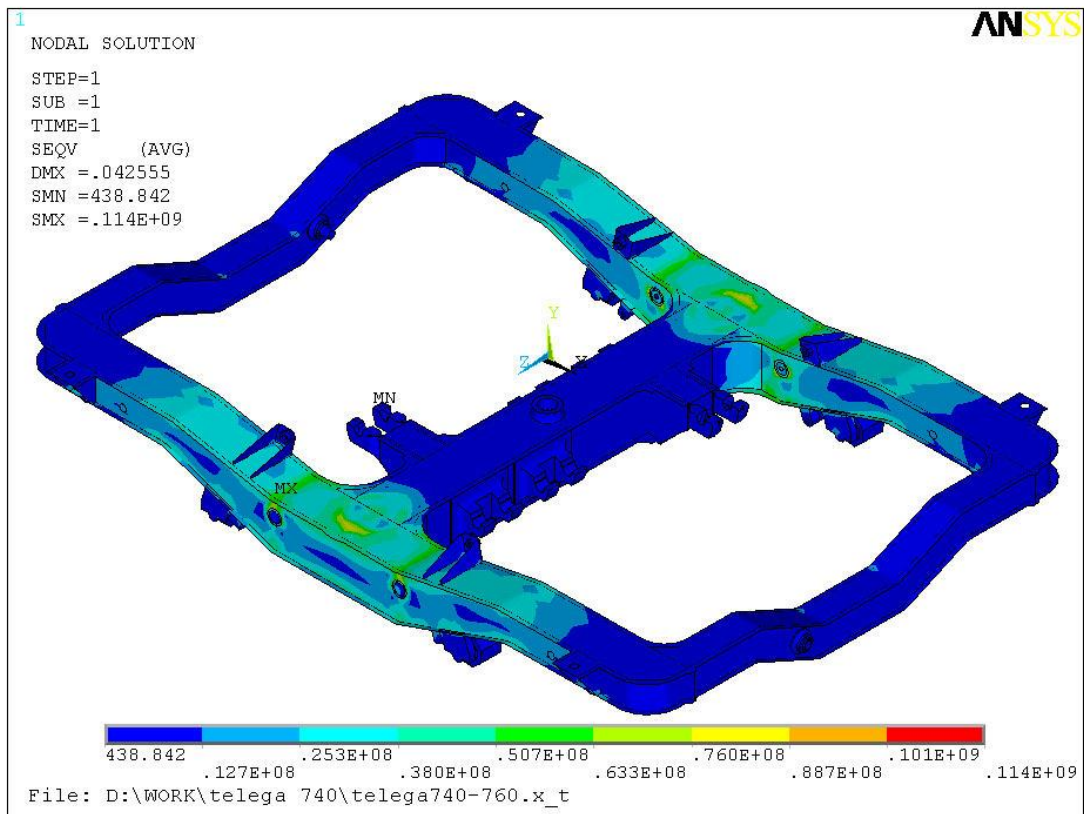 1
ANSYS
NODAL SOLUTION
STEP=1
SUB =1
TIME=1
SEQV (AVG)
DMX =.042555
SMN =438.842
SMX =.114E+09
Y
Z X
MN
MX
438.842 .253E+08 .507E+08 .760E+08 .101E+09
.127E+08 .380E+08 .633E+08 .887E+08 .114E+09
File: D:\WORK\telega 740\telega740-760.x_t